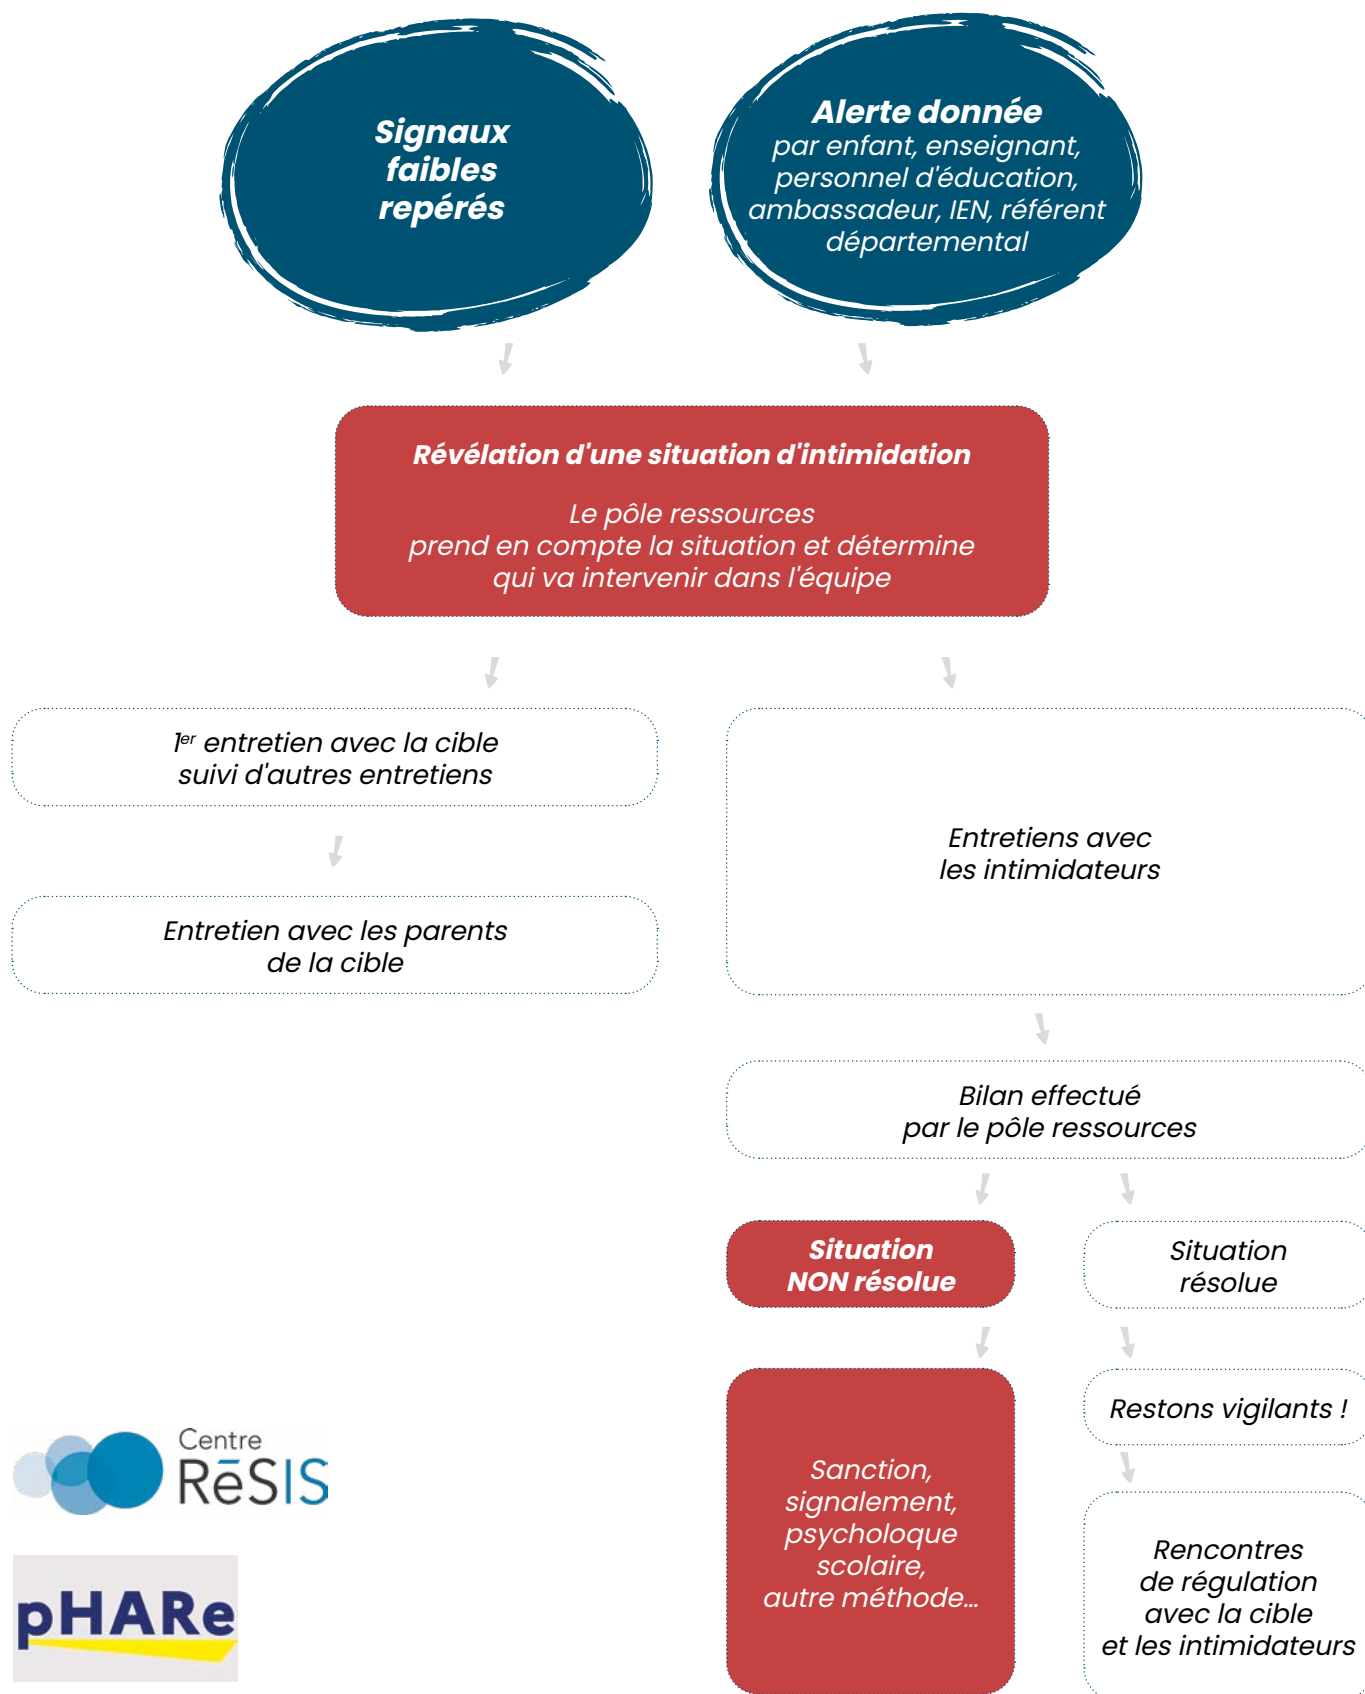 Signaux
faibles
repérés
Alerte donnée
par enfant, enseignant,
personnel d'éducation,
ambassadeur, IEN, référent
départemental
Révélation d'une situation d'intimidation
Le pôle ressources
prend en compte la situation et détermine
qui va intervenir dans l'équipe
1er entretien avec la cible
suivi d'autres entretiens
Entretien avec les parents
de la cible
Entretiens avec
les intimidateurs
Bilan effectué
par le pôle ressources
Situation
NON résolue
Situation
résolue
Sanction,
signalement,
psycholoque
scolaire,
autre méthode...
Restons vigilants !
Rencontres
de régulation
avec la cible
et les intimidateurs
Centre
RēSIS
pHARe